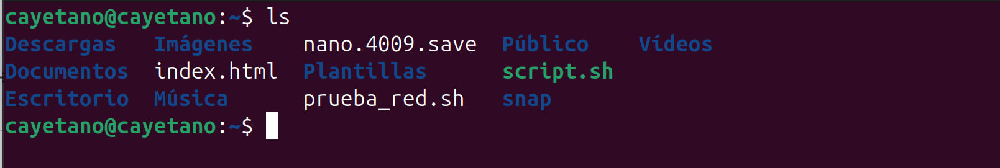 cayetano@cayetano:~$ ls
Descargas   Imágenes    nano.4009.save  Público    Vídeos
Documentos  index.html  Plantillas      script.sh
Escritorio  Música      prueba_red.sh   snap
cayetano@cayetano:~$